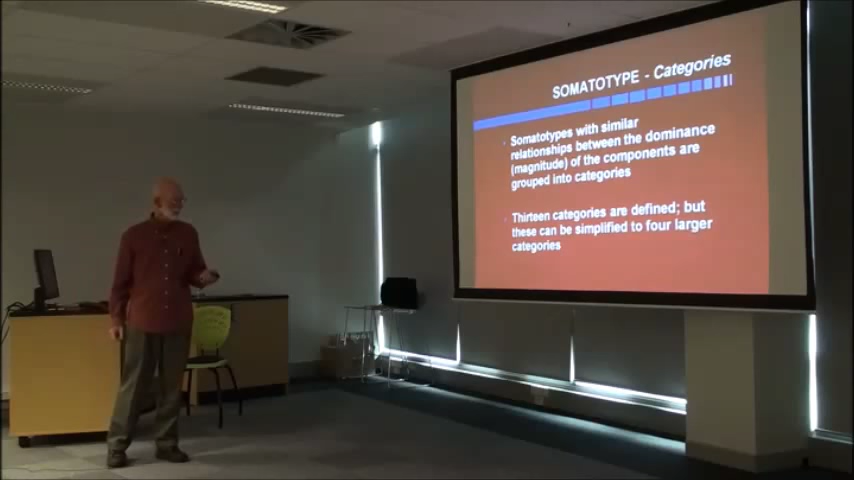 SOMATOTYPE - Categories
Somatotypes with similar
relationships between the dominance
(magnitude) of the components are
grouped into categories
Thirteen categories are defined; but
these can be simplified to four larger
categories